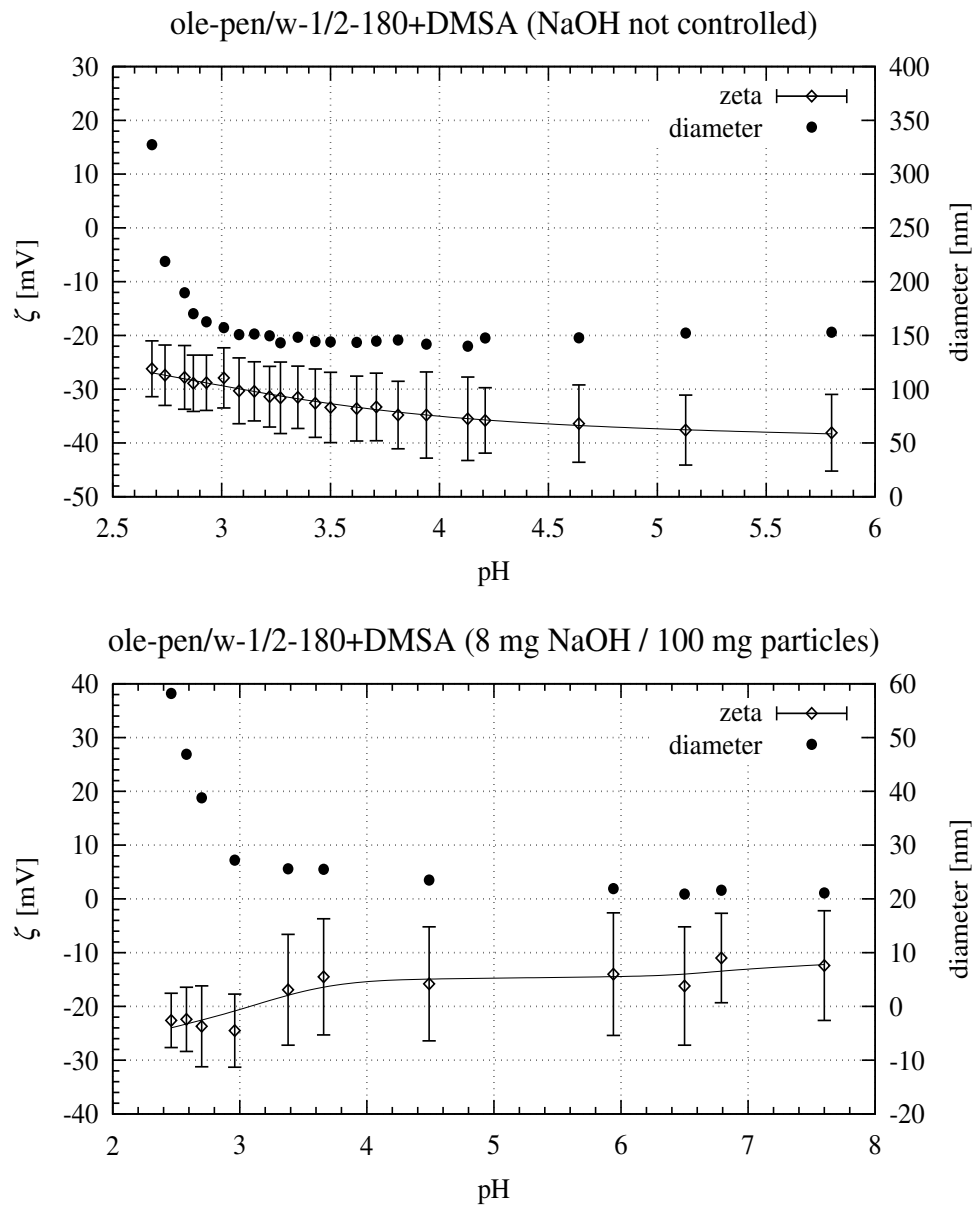 ole-pen/w-1/2-180+DMSA (NaOH not controlled)
30
20
10
0
-10
-20
-30
-40
-50
ζ [mV]
400
350
300
250
200
150
100
50
0
diameter [nm]
zeta
diameter
2.5 3 3.5 4 4.5 5 5.5 6
pH
ole-pen/w-1/2-180+DMSA (8 mg NaOH / 100 mg particles)
40
30
20
10
0
-10
-20
-30
-40
ζ [mV]
60
50
40
30
20
10
0
-10
-20
diameter [nm]
zeta
diameter
2 3 4 5 6 7 8
pH